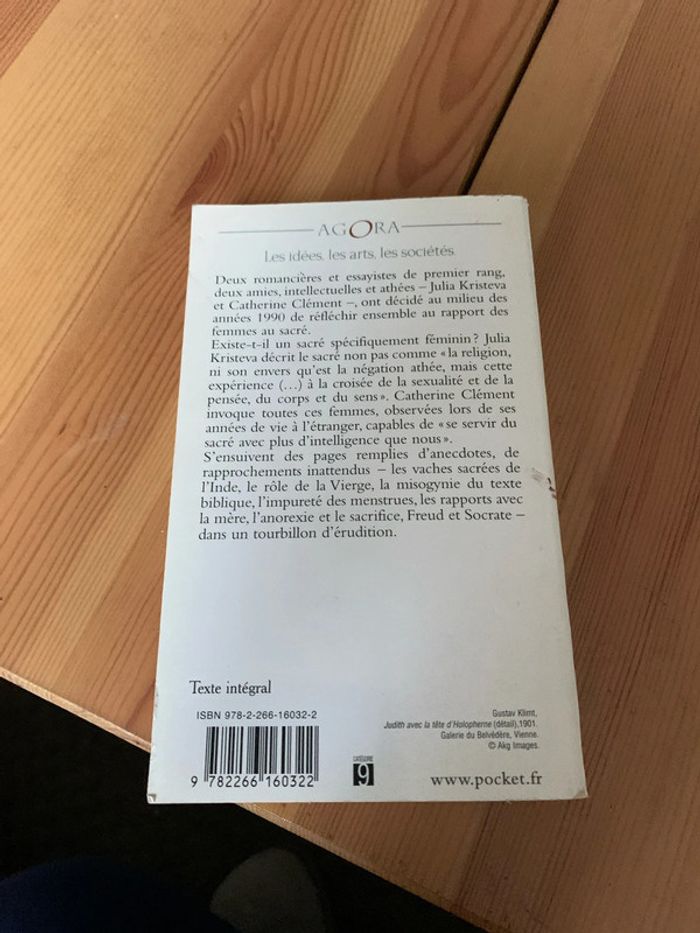 AGORA
Les idées, les arts, les sociétés
Deux romancières et essayistes de premier rang,
deux amies, intellectuelles et athées – Julia Kristeva
et Catherine Clément –, ont décidé au milieu des
années 1990 de réfléchir ensemble au rapport des
femmes au sacré.
Existe-t-il un sacré spécifiquement féminin ? Julia
Kristeva décrit le sacré non pas comme « la religion,
ni son envers qu'est la négation athée, mais cette
expérience (...) à la croisée de la sexualité et de la
pensée, du corps et du sens ». Catherine Clément
invoque toutes ces femmes, observées lors de ses
années de vie à l'étranger, capables de « se servir du
sacré avec plus d'intelligence que nous ».
S'ensuivent des pages remplies d'anecdotes, de
rapprochements inattendus – les vaches sacrées de
l'Inde, le rôle de la Vierge, la misogynie du texte
biblique, l'impureté des menstrues, les rapports avec
la mère, l'anorexie et le sacrifice, Freud et Socrate –
dans un tourbillon d'érudition.
Texte intégral
ISBN 978-2-266-16032-2
9 782266 160322
CATÉGORIE
9
Gustav Klimt,
Judith avec la tête d'Holopherne (détail),1901.
Galerie du Belvédère, Vienne.
© Akg Images.
www.pocket.fr